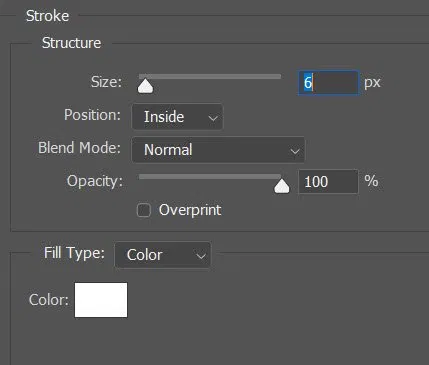 Stroke
Structure
Size: 6 px
Position: Inside
Blend Mode: Normal
Opacity: 100 %
Overprint
Fill Type: Color
Color: